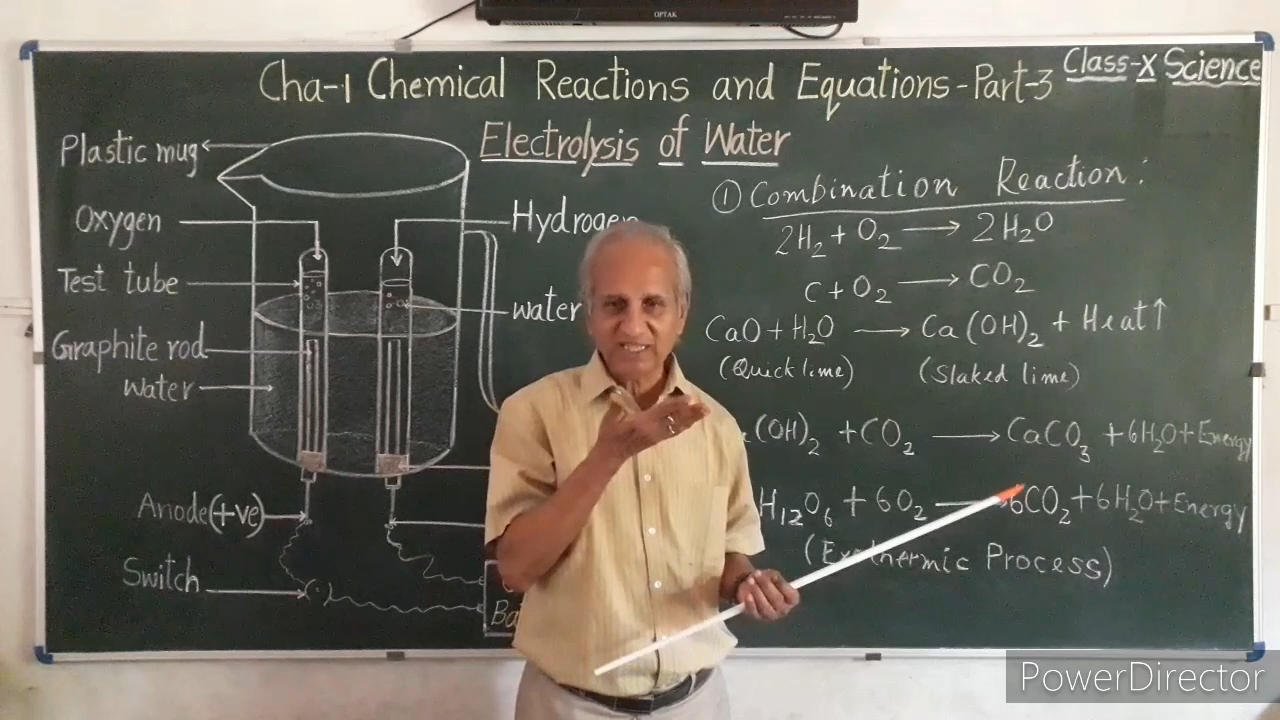 OPTAK
Cha-1 Chemical Reactions and Equations-Part-3
Class-X Science
Electrolysis of Water
Plastic mug
Oxygen
Test tube
Graphite rod
water
Anode(+ve)
Switch
Hydrogen
water
① Combination Reaction:
2H₂ + O₂ → 2H₂O
C + O₂ → CO₂
CaO + H₂O → Ca(OH)₂ + Heat↑
(Quick lime) (Slaked lime)
(OH)₂ + CO₂ → CaCO₃ + 6H₂O + Energy
H₁₂O₆ + 6O₂ → 6CO₂ + 6H₂O + Energy
(Exothermic Process)
PowerDirector